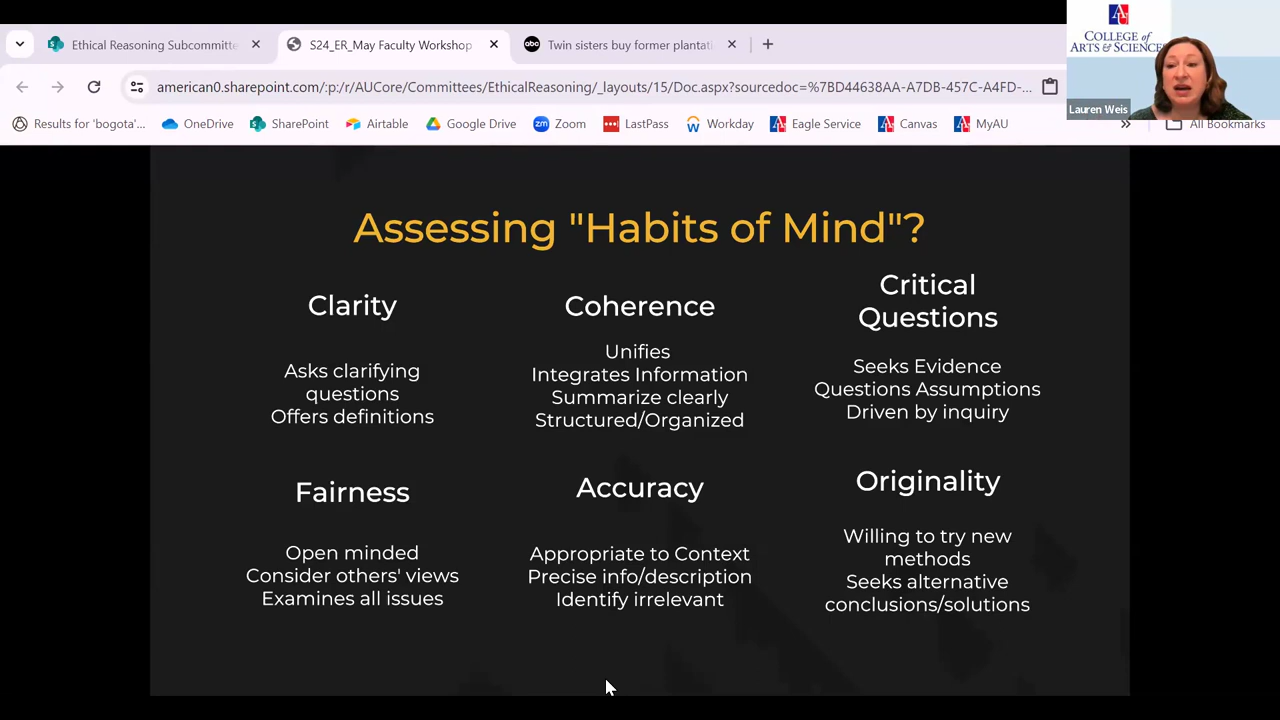 Ethical Reasoning Subcommitte
S24_ER_May Faculty Workshop
abc
Twin sisters buy former plantati
COLLEGE of
ARTS & SCIENCES
american0.sharepoint.com/:p:/r/AUCore/Committees/EthicalReasoning/_layouts/15/Doc.aspx?sourcedoc=%7BD44638AA-A7DB-457C-A4FD-...
Lauren Weis
Results for 'bogota'...
OneDrive
SharePoint
Airtable
Google Drive
zm
Zoom
LastPass
Workday
Eagle Service
Canvas
MyAU
»
All Bookmarks
Assessing "Habits of Mind"?
Clarity
Asks clarifying
questions
Offers definitions
Coherence
Unifies
Integrates Information
Summarize clearly
Structured/Organized
Critical
Questions
Seeks Evidence
Questions Assumptions
Driven by inquiry
Fairness
Open minded
Consider others' views
Examines all issues
Accuracy
Appropriate to Context
Precise info/description
Identify irrelevant
Originality
Willing to try new
methods
Seeks alternative
conclusions/solutions